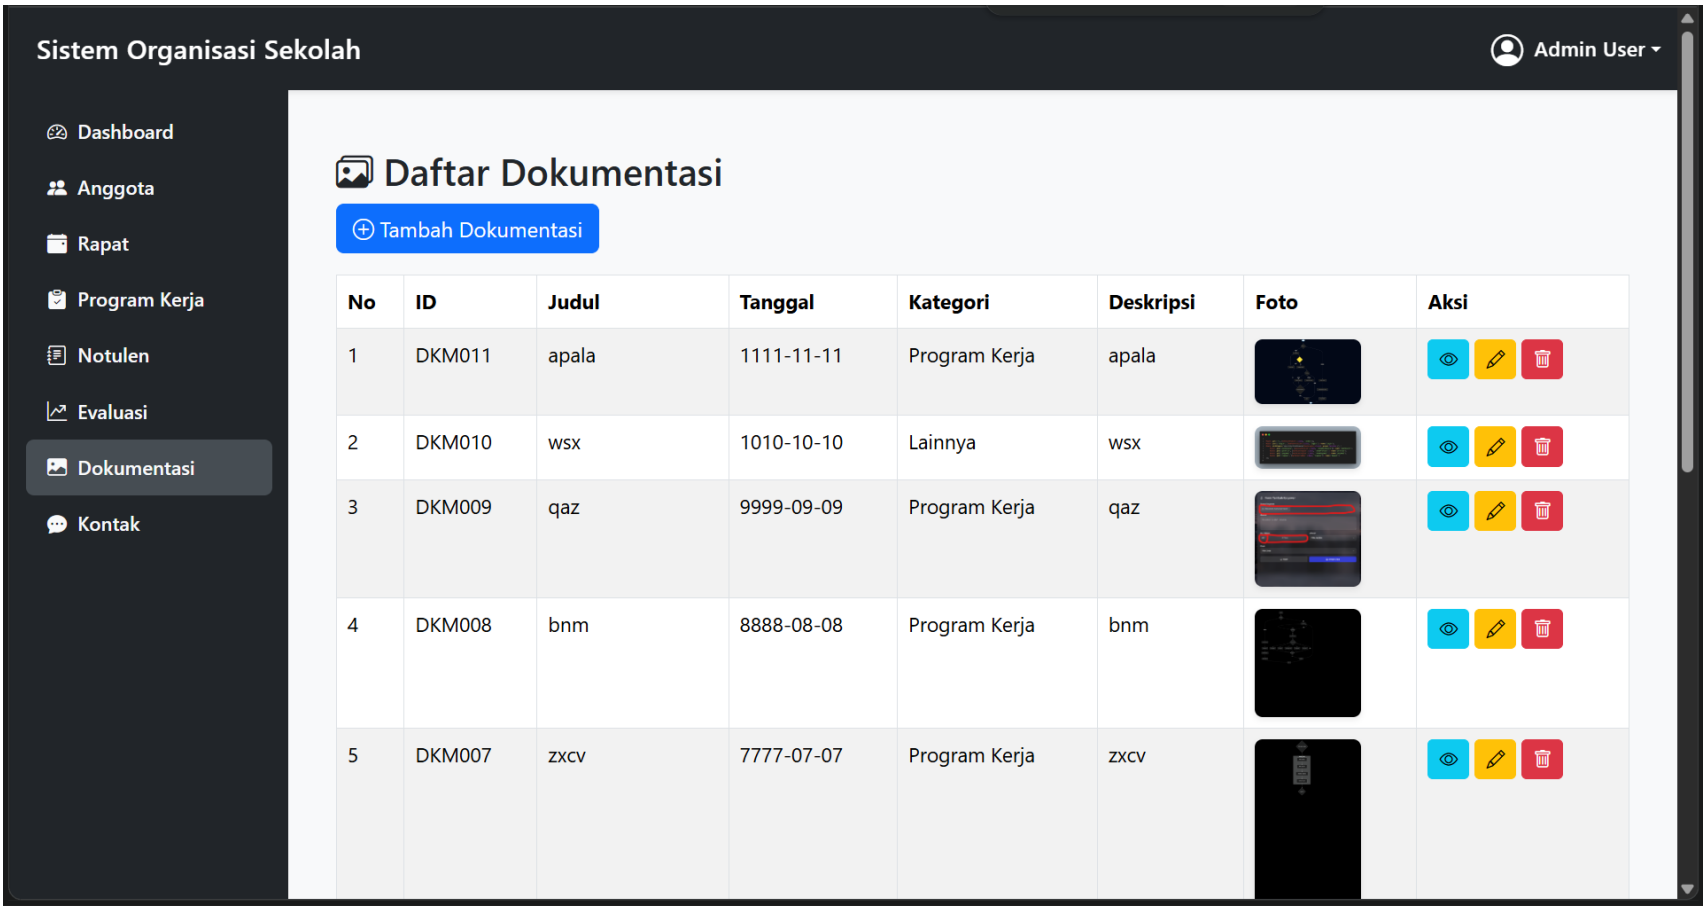 Sistem Organisasi Sekolah
Admin User
Dashboard
Anggota
Rapat
Program Kerja
Notulen
Evaluasi
Dokumentasi
Kontak
Daftar Dokumentasi
Tambah Dokumentasi
No ID Judul Tanggal Kategori Deskripsi Foto Aksi
1 DKM011 apala 1111-11-11 Program Kerja apala
2 DKM010 wsx 1010-10-10 Lainnya wsx
3 DKM009 qaz 9999-09-09 Program Kerja qaz
4 DKM008 bnm 8888-08-08 Program Kerja bnm
5 DKM007 zxcv 7777-07-07 Program Kerja zxcv